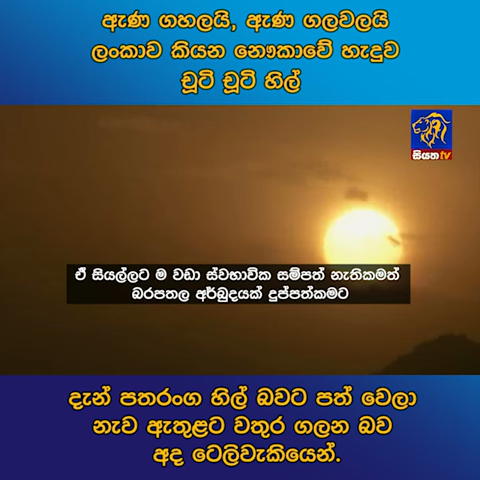 ඇණ ගහලයි, ඇණ ගලවලයි
ලංකාව කියන නෞකාවේ හැදුව
චූටි චූටි හිල්
සියත tv
ඒ සියල්ලට ම වඩා ස්වභාවික සම්පත් නැතිකමත්
බරපතල අර්බුදයක් දුප්පත්කමට
දැන් පතරංග හිල් බවට පත් වෙලා
නැව ඇතුළට වතුර ගලන බව
අද ටෙලිවැකියෙන්.